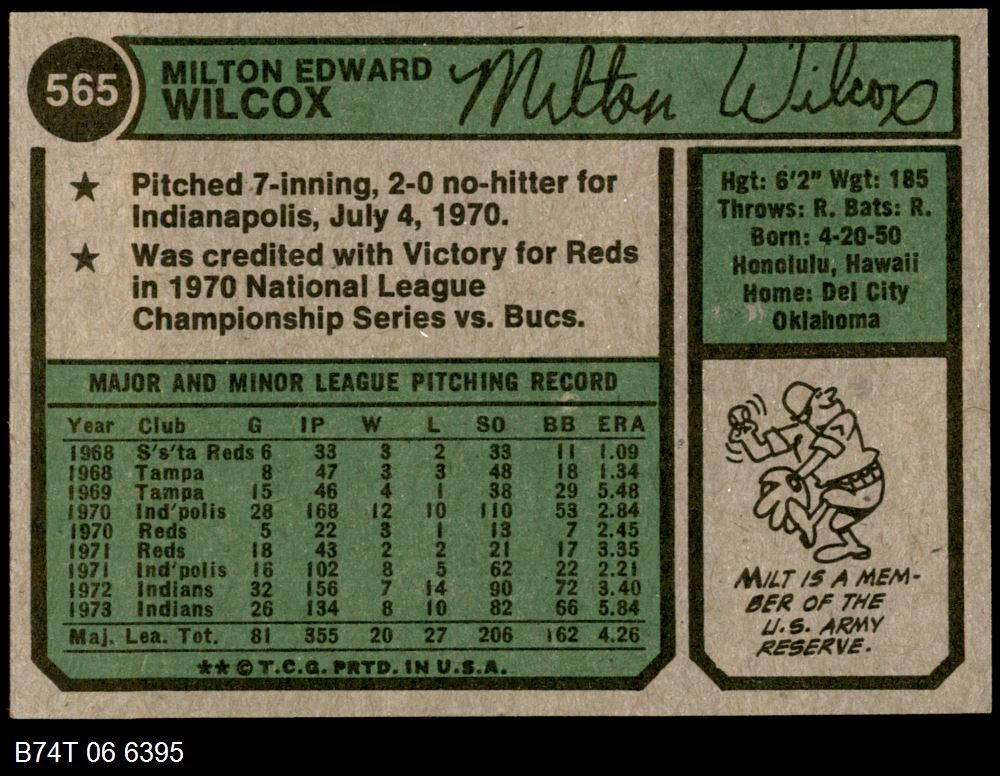 565
MILTON EDWARD
WILCOX
Milton Wilcox
★ Pitched 7-inning, 2-0 no-hitter for
Indianapolis, July 4, 1970.
★ Was credited with Victory for Reds
in 1970 National League
Championship Series vs. Bucs.
Hgt: 6'2" Wgt: 185
Throws: R. Bats: R.
Born: 4-20-50
Honolulu, Hawaii
Home: Del City
Oklahoma
MAJOR AND MINOR LEAGUE PITCHING RECORD
Year Club G IP W L SO BB ERA
1968 S's'ta Reds 6 33 3 2 33 11 1.09
1968 Tampa 8 47 3 3 48 18 1.34
1969 Tampa 15 46 4 1 38 29 5.48
1970 Ind'polis 28 168 12 10 110 53 2.84
1970 Reds 5 22 3 1 13 7 2.45
1971 Reds 18 43 2 2 21 17 3.35
1971 Ind'polis 16 102 8 5 62 22 2.21
1972 Indians 32 156 7 14 90 72 3.40
1973 Indians 26 134 8 10 82 66 5.84
Maj. Lea. Tot. 81 355 20 27 206 162 4.26
** © T.C.G. PRTD. IN U.S.A.
MILT IS A MEM-
BER OF THE
U.S. ARMY
RESERVE.
B74T 06 6395